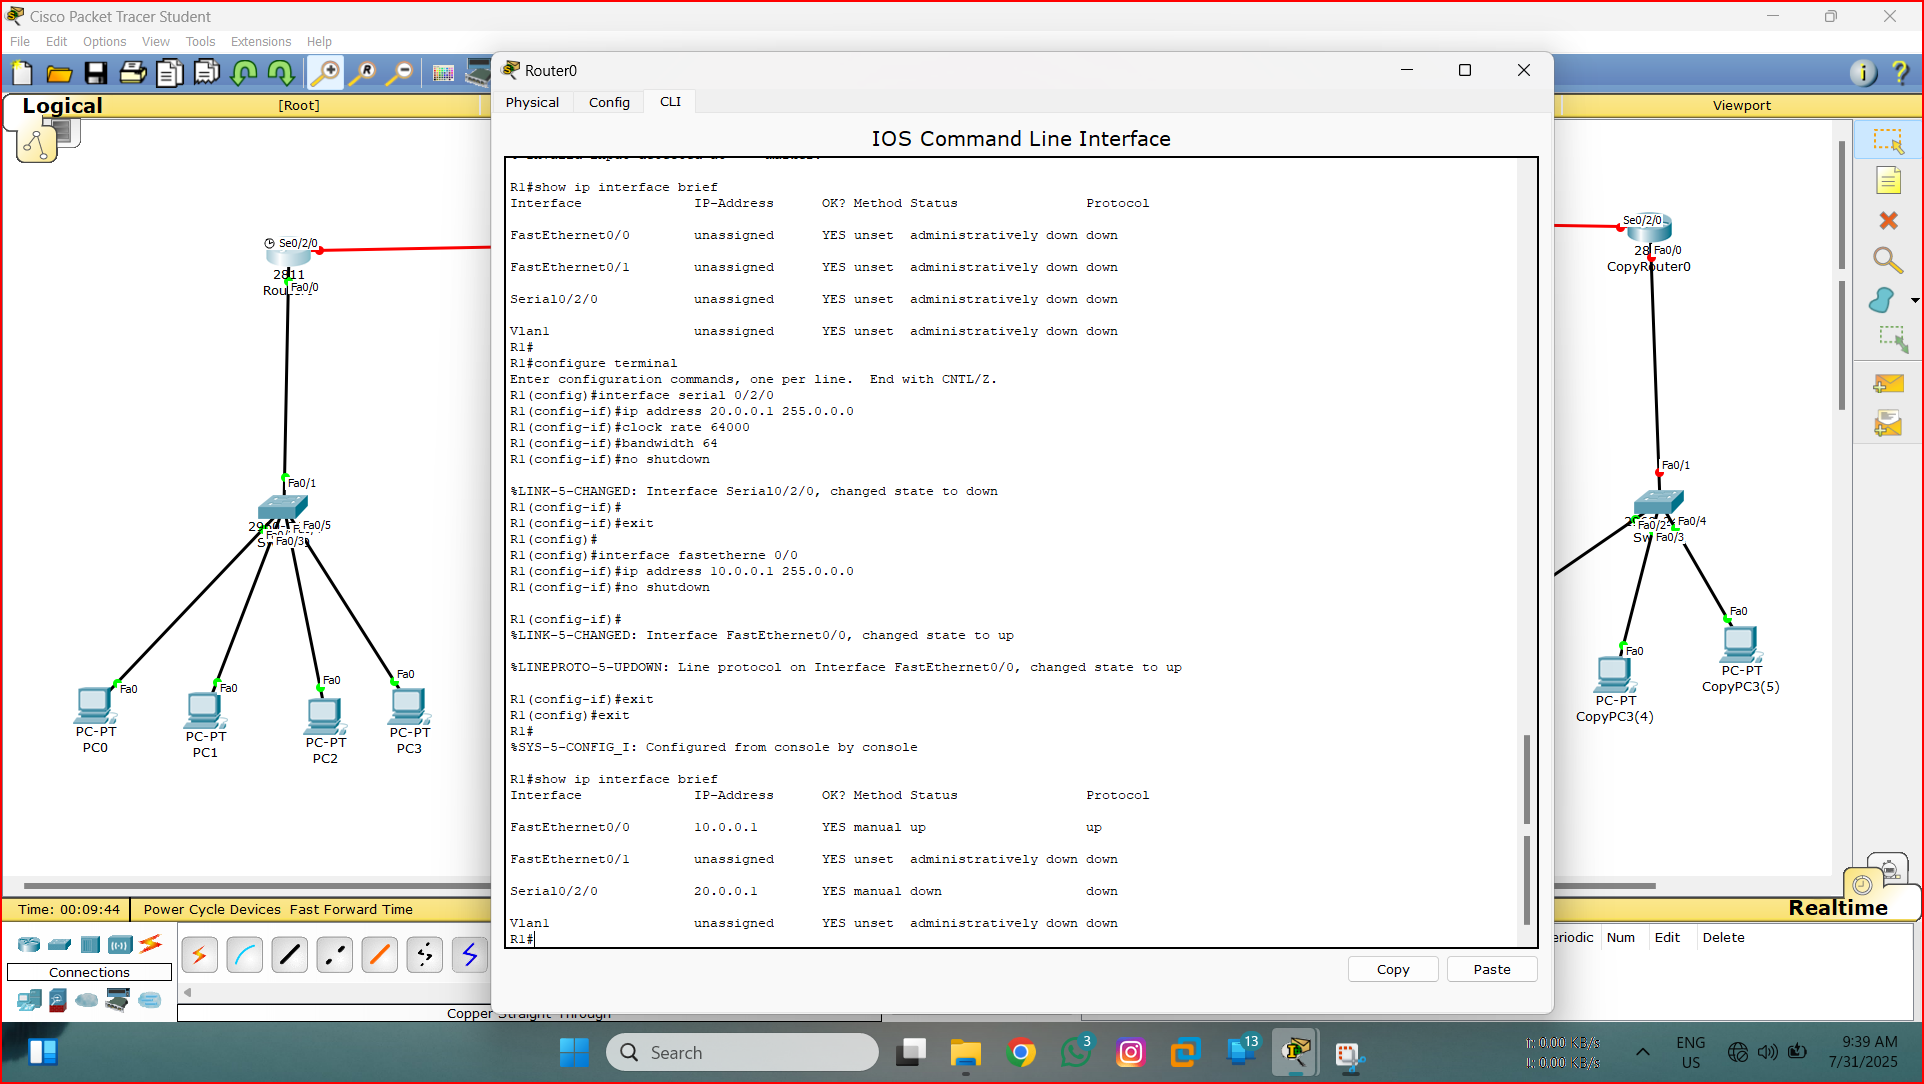 Cisco Packet Tracer Student
File Edit Options View Tools Extensions Help
Router0
Physical Config CLI
Logical
[Root]
Viewport
IOS Command Line Interface
R1#show ip interface brief
Interface IP-Address OK? Method Status Protocol
FastEthernet0/0 unassigned YES unset administratively down down
FastEthernet0/1 unassigned YES unset administratively down down
Serial0/2/0 unassigned YES unset administratively down down
Vlan1 unassigned YES unset administratively down down
R1#
R1#configure terminal
Enter configuration commands, one per line. End with CNTL/Z.
R1(config)#interface serial 0/2/0
R1(config-if)#ip address 20.0.0.1 255.0.0.0
R1(config-if)#clock rate 64000
R1(config-if)#bandwidth 64
R1(config-if)#no shutdown
%LINK-5-CHANGED: Interface Serial0/2/0, changed state to down
R1(config-if)#
R1(config-if)#exit
R1(config)#
R1(config)#interface fastetherne 0/0
R1(config-if)#ip address 10.0.0.1 255.0.0.0
R1(config-if)#no shutdown
R1(config-if)#
%LINK-5-CHANGED: Interface FastEthernet0/0, changed state to up
%LINEPROTO-5-UPDOWN: Line protocol on Interface FastEthernet0/0, changed state to up
R1(config-if)#exit
R1(config)#exit
R1#
%SYS-5-CONFIG_I: Configured from console by console
R1#show ip interface brief
Interface IP-Address OK? Method Status Protocol
FastEthernet0/0 10.0.0.1 YES manual up up
FastEthernet0/1 unassigned YES unset administratively down down
Serial0/2/0 20.0.0.1 YES manual down down
Vlan1 unassigned YES unset administratively down down
R1#
Copy Paste
Se0/2/0
2811
Fa0/0
Fa0/1
Fa0/5
Fa0/3
Fa0
Fa0
Fa0
Fa0
PC-PT
PC0
PC-PT
PC1
PC-PT
PC2
PC-PT
PC3
Se0/2/0
Fa0/0
CopyRouter0
Fa0/1
Fa0/2
Fa0/4
Fa0/3
Fa0
Fa0
PC-PT
CopyPC3(5)
PC-PT
CopyPC3(4)
Time: 00:09:44 Power Cycle Devices Fast Forward Time
Realtime
Connections
eriodic Num Edit Delete
Copper Straight-Through
Search
3
13
ENG
US
9:39 AM
7/31/2025